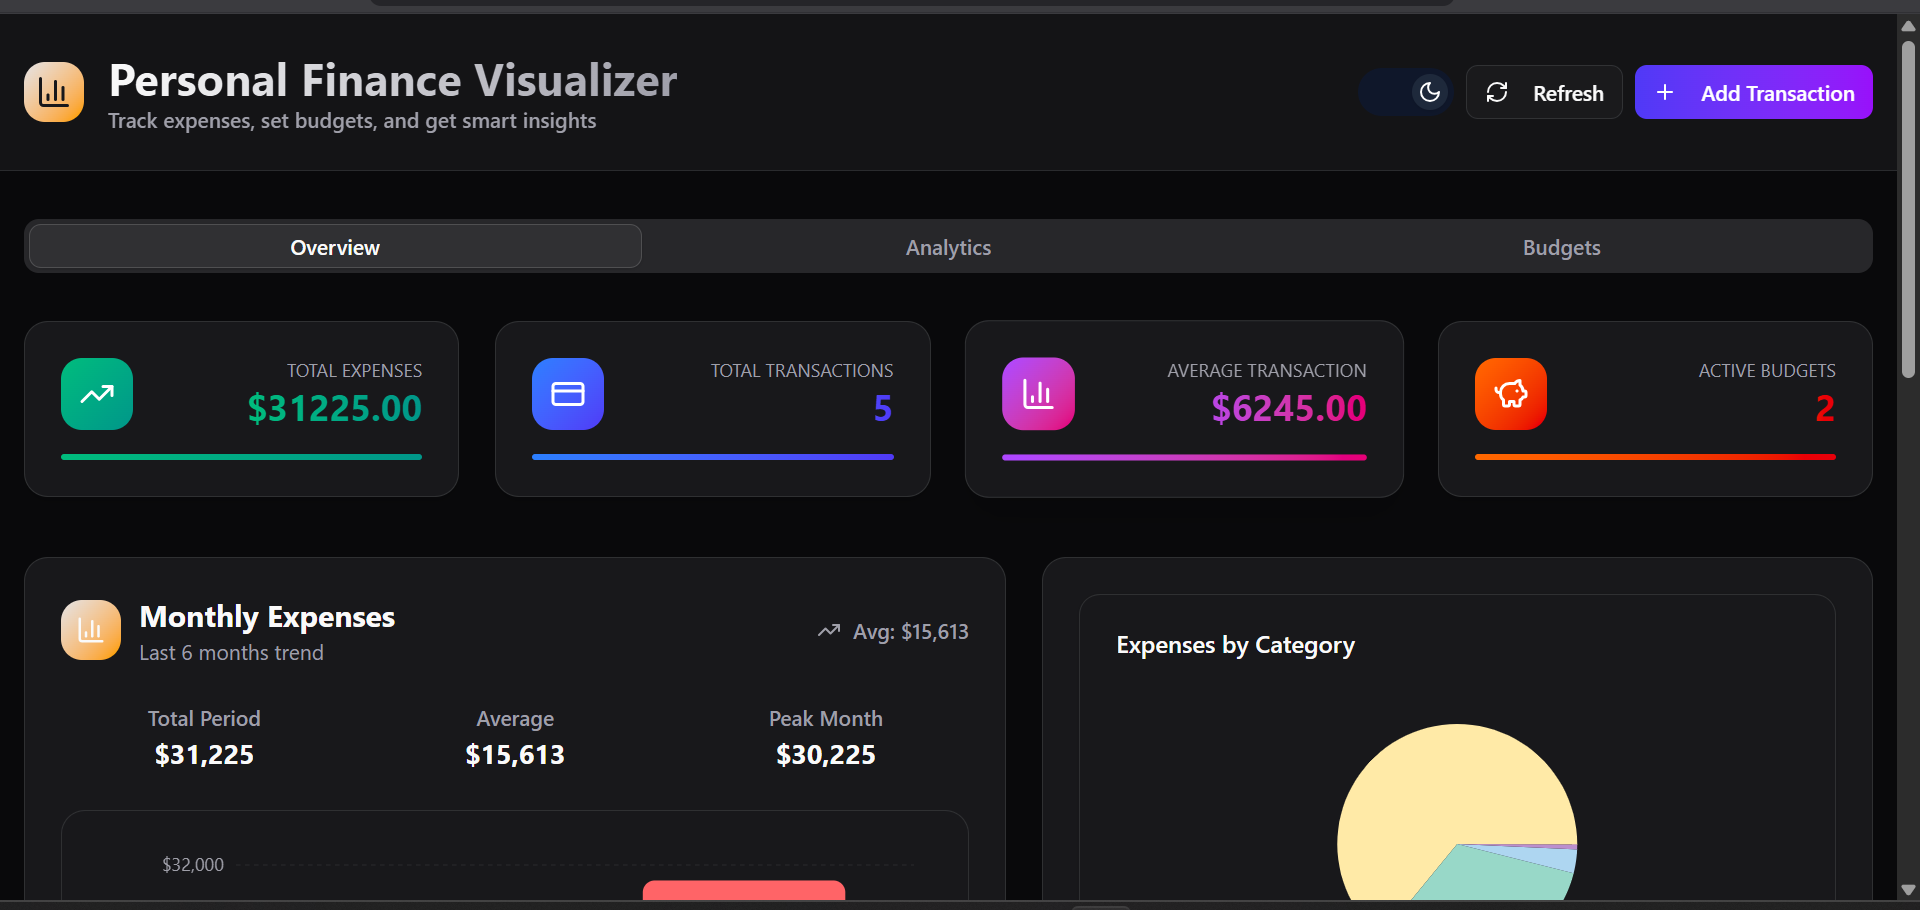 Personal Finance Visualizer
Track expenses, set budgets, and get smart insights
Refresh
Add Transaction
Overview
Analytics
Budgets
TOTAL EXPENSES
$31225.00
TOTAL TRANSACTIONS
5
AVERAGE TRANSACTION
$6245.00
ACTIVE BUDGETS
2
Monthly Expenses
Last 6 months trend
Avg: $15,613
Total Period
$31,225
Average
$15,613
Peak Month
$30,225
$32,000
Expenses by Category